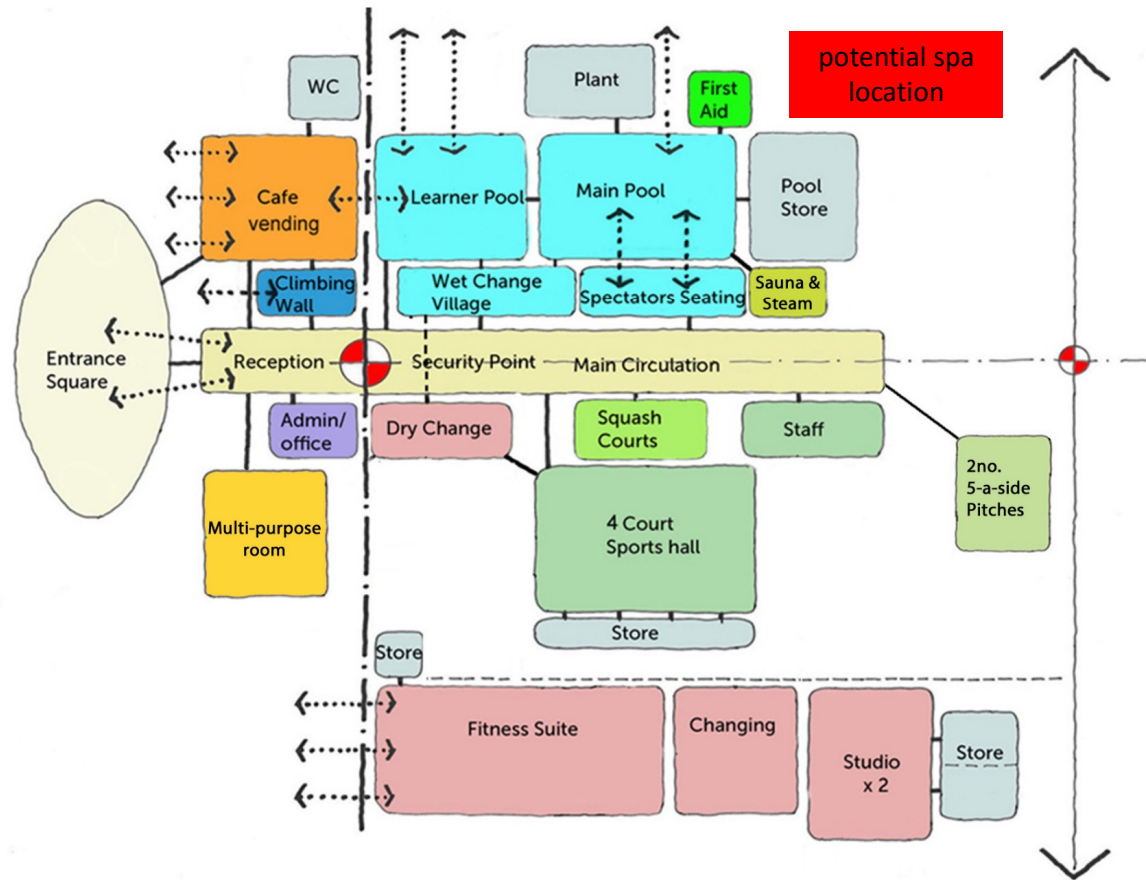 potential spa
location
WC
Plant
First
Aid
Cafe
vending
Learner Pool
Main Pool
Pool
Store
Climbing
Wall
Wet Change
Village
Spectators Seating
Sauna &
Steam
Entrance
Square
Reception
Security Point
Main Circulation
Admin/
office
Dry Change
Squash
Courts
Staff
2no.
5-a-side
Pitches
Multi-purpose
room
4 Court
Sports hall
Store
Store
Fitness Suite
Changing
Studio
x 2
Store